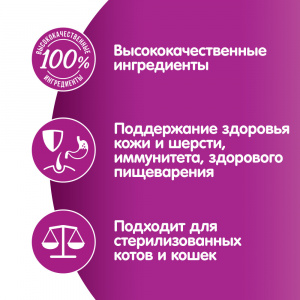 ВЫСОКОКАЧЕСТВЕННЫЕ
100%
ИНГРЕДИЕНТЫ
Высококачественные
ингредиенты
Поддержание здоровья
кожи и шерсти,
иммунитета, здорового
пищеварения
Подходит для
стерилизованных
котов и кошек